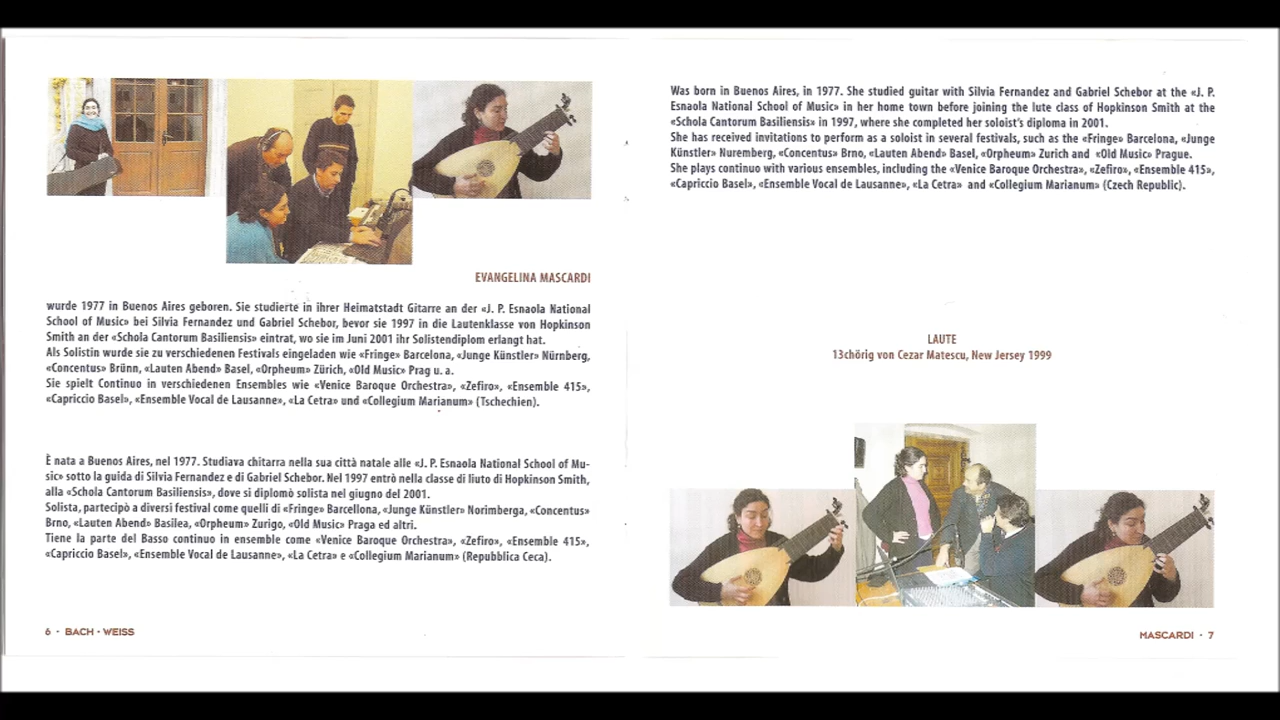 EVANGELINA MASCARDI
wurde 1977 in Buenos Aires geboren. Sie studierte in ihrer Heimatstadt Gitarre an der «J. P. Esnaola National
School of Music» bei Silvia Fernandez und Gabriel Schebor, bevor sie 1997 in die Lautenklasse von Hopkinson
Smith an der «Schola Cantorum Basiliensis» eintrat, wo sie im Juni 2001 ihr Solistendiplom erlangt hat.
Als Solistin wurde sie zu verschiedenen Festivals eingeladen wie «Fringe» Barcelona, «Junge Künstler» Nürnberg,
«Concentus» Brünn, «Lauten Abend» Basel, «Orpheum» Zürich, «Old Music» Prag u. a.
Sie spielt Continuo in verschiedenen Ensembles wie «Venice Baroque Orchestra», «Zefiro», «Ensemble 415»,
«Capriccio Basel», «Ensemble Vocal de Lausanne», «La Cetra» und «Collegium Marianum» (Tschechien).
È nata a Buenos Aires, nel 1977. Studiava chitarra nella sua città natale alle «J. P. Esnaola National School of Mu-
sic» sotto la guida di Silvia Fernandez e di Gabriel Schebor. Nel 1997 entrò nella classe di liuto di Hopkinson Smith,
alla «Schola Cantorum Basiliensis», dove si diplomò solista nel giugno del 2001.
Solista, partecipò a diversi festival come quelli di «Fringe» Barcellona, «Junge Künstler» Norimberga, «Concentus»
Brno, «Lauten Abend» Basilea, «Orpheum» Zurigo, «Old Music» Praga ed altri.
Tiene la parte del Basso continuo in ensemble come «Venice Baroque Orchestra», «Zefiro», «Ensemble 415»,
«Capriccio Basel», «Ensemble Vocal de Lausanne», «La Cetra» e «Collegium Marianum» (Repubblica Ceca).
6 · BACH · WEISS
Was born in Buenos Aires, in 1977. She studied guitar with Silvia Fernandez and Gabriel Schebor at the «J. P.
Esnaola National School of Music» in her home town before joining the lute class of Hopkinson Smith at the
«Schola Cantorum Basiliensis» in 1997, where she completed her soloist's diploma in 2001.
She has received invitations to perform as a soloist in several festivals, such as the «Fringe» Barcelona, «Junge
Künstler» Nuremberg, «Concentus» Brno, «Lauten Abend» Basel, «Orpheum» Zurich and «Old Music» Prague.
She plays continuo with various ensembles, including the «Venice Baroque Orchestra», «Zefiro», «Ensemble 415»,
«Capriccio Basel», «Ensemble Vocal de Lausanne», «La Cetra» and «Collegium Marianum» (Czech Republic).
LAUTE
13chörig von Cezar Matescu, New Jersey 1999
MASCARDI · 7